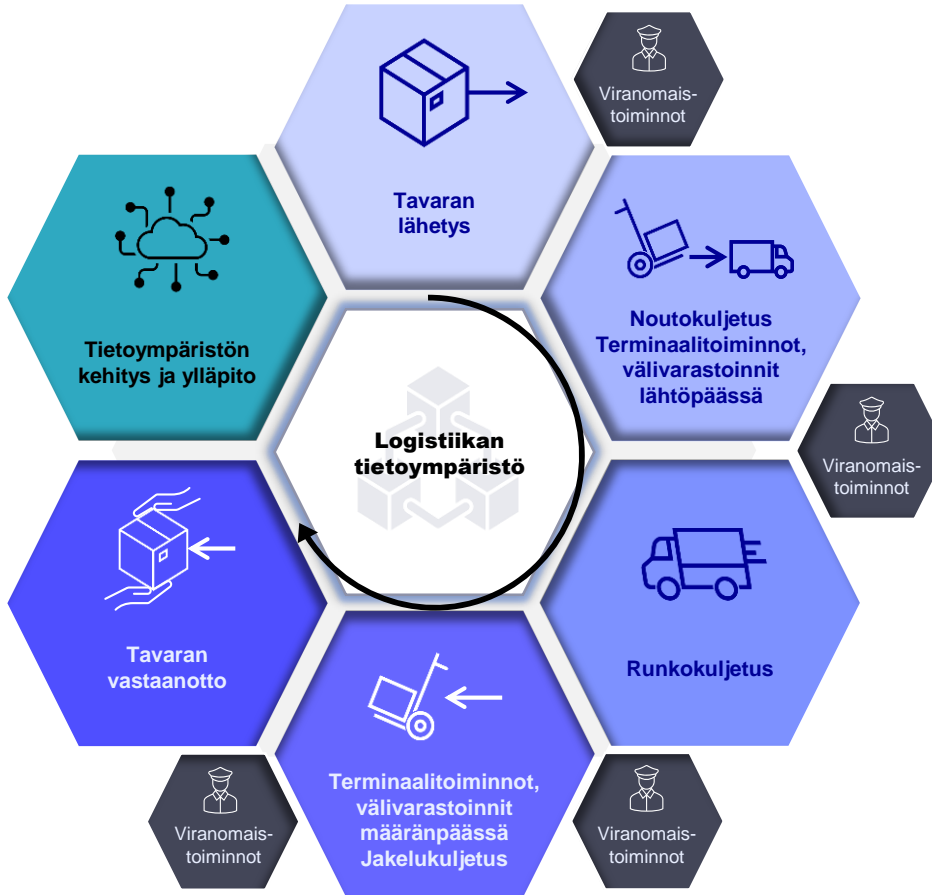 Viranomais-
toiminnot
Tavaran
lähetys
Noutokuljetus
Terminaalitoiminnot,
välivarastoinnit
lähtöpäässä
Tietoympäristön
kehitys ja ylläpito
Logistiikan
tietoympäristö
Viranomais-
toiminnot
Runkokuljetus
Tavaran
vastaanotto
Terminaalitoiminnot,
välivarastoinnit
määränpäässä
Jakelukuljetus
Viranomais-
toiminnot
Viranomais-
toiminnot